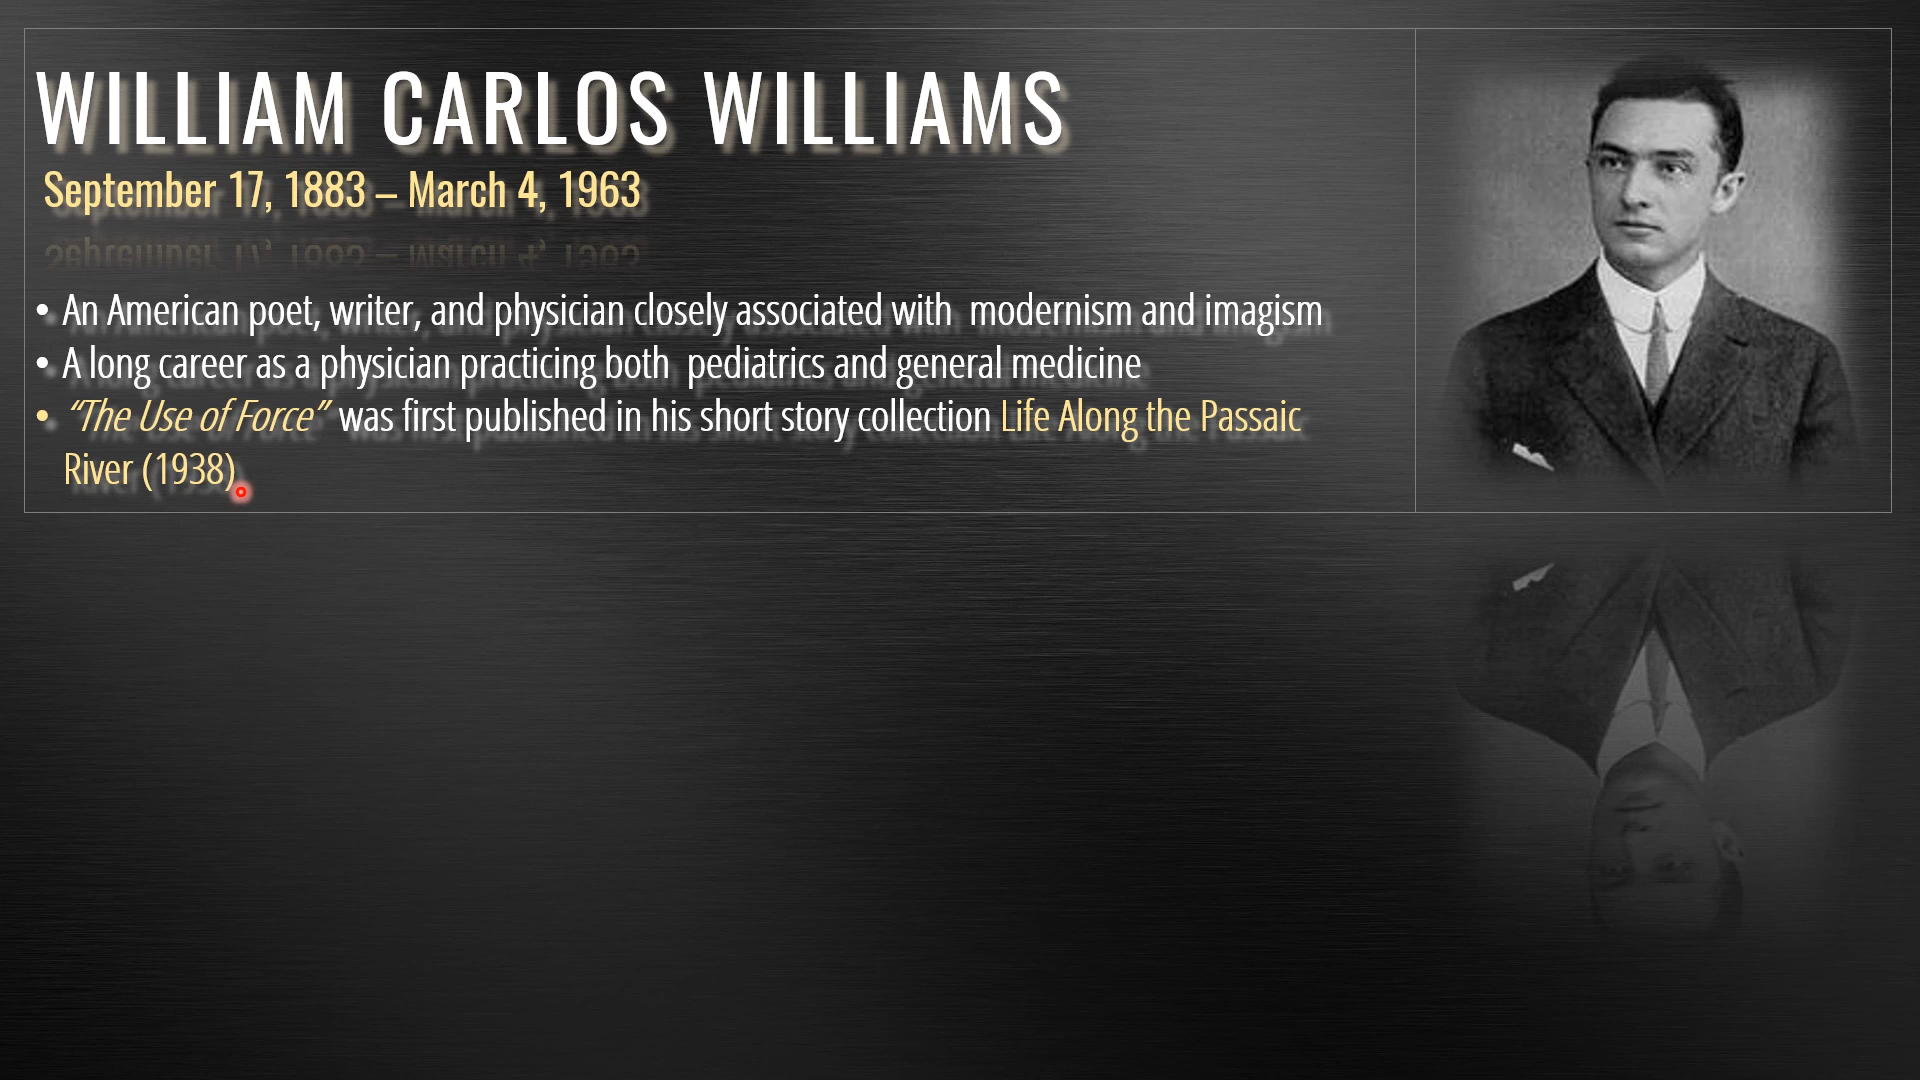 WILLIAM CARLOS WILLIAMS
September 17, 1883 – March 4, 1963
• An American poet, writer, and physician closely associated with  modernism and imagism
• A long career as a physician practicing both  pediatrics and general medicine
• “The Use of Force” was first published in his short story collection Life Along the Passaic
River (1938)